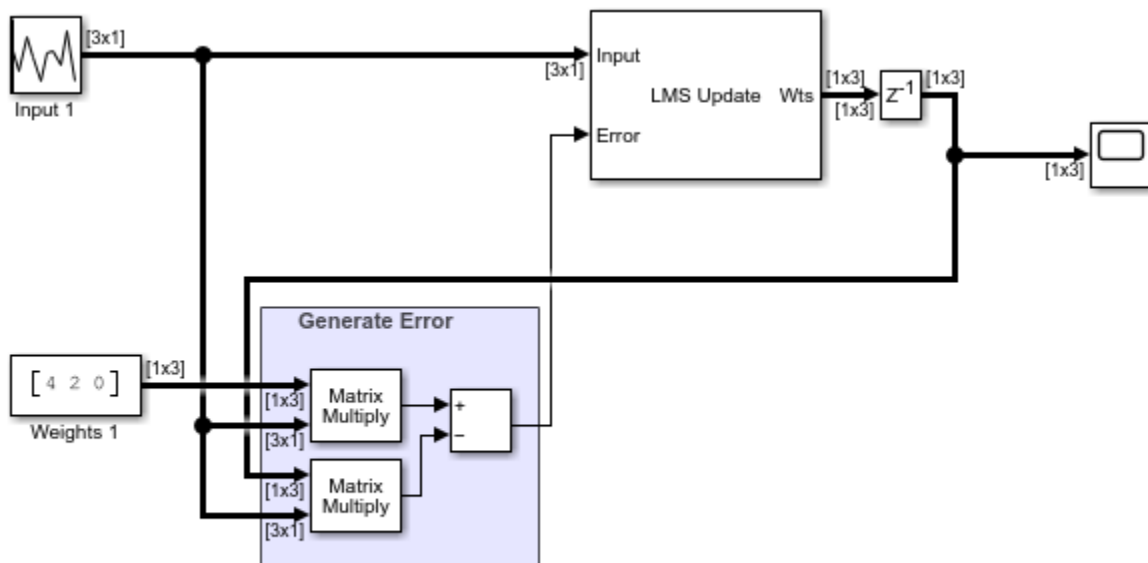 [3x1]
Input 1
Input
[3x1]
LMS Update
Wts
Error
[1x3]
[1x3]
Z-1
[1x3]
[1x3]
Generate Error
[ 4 2 0 ]
[1x3]
Weights 1
[1x3]
[3x1]
Matrix
Multiply
+
−
[1x3]
[3x1]
Matrix
Multiply